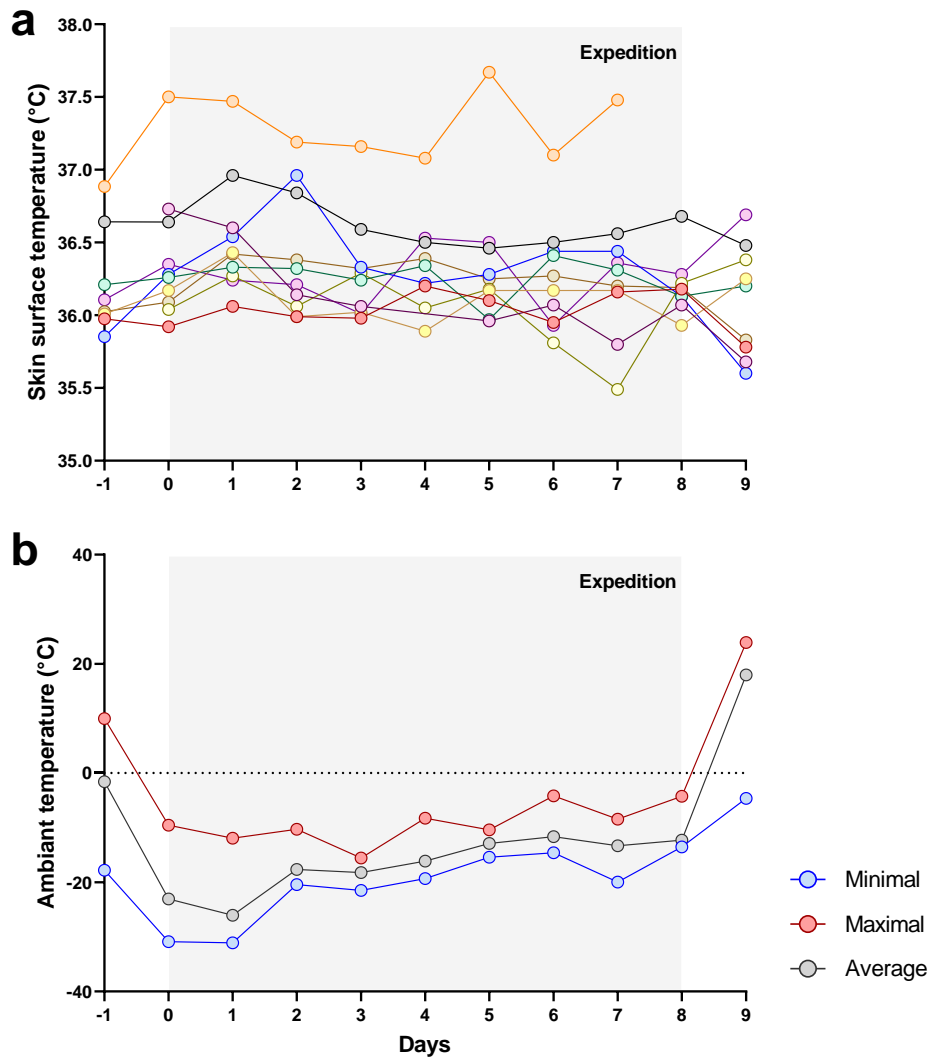 a
Skin surface temperature (°C)
38.0
37.5
37.0
36.5
36.0
35.5
35.0
Expedition
-1 0 1 2 3 4 5 6 7 8 9
b
Ambiant temperature (°C)
40
20
0
-20
-40
Expedition
-1 0 1 2 3 4 5 6 7 8 9
Days
Minimal
Maximal
Average